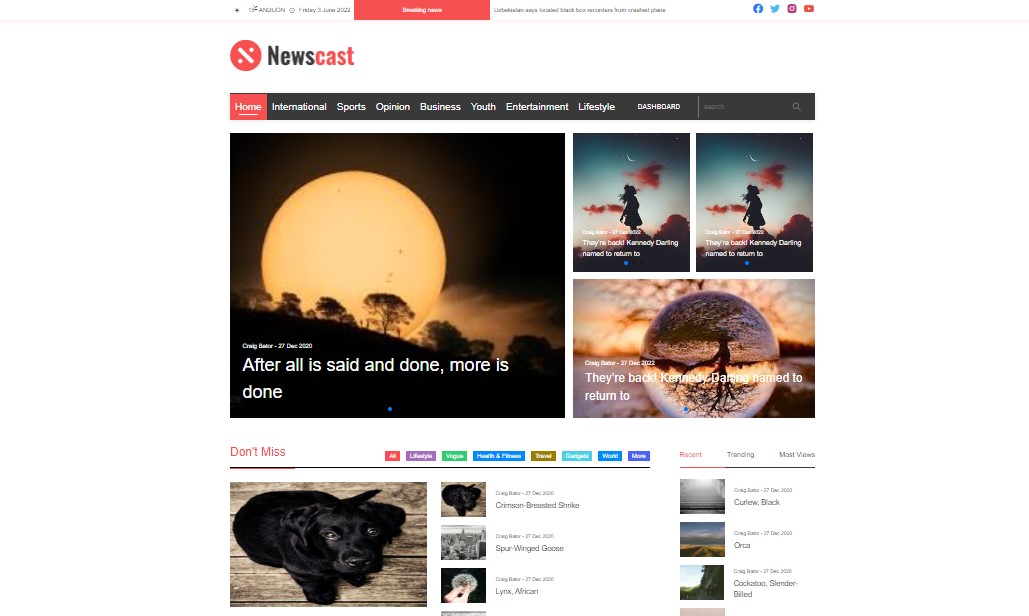 ANDIJON
Friday 3 June 2022
Breaking news
Uzbekistan says located black box recorders from crashed plane
Newscast
Home International Sports Opinion Business Youth Entertainment Lifestyle DASHBOARD search
Craig Bator - 27 Dec 2020
After all is said and done, more is
done
Craig Bator - 27 Dec 2022
They're back! Kennedy Darling
named to return to
Craig Bator - 27 Dec 2022
They're back! Kennedy Darling
named to return to
Craig Bator - 27 Dec 2022
They're back! Kennedy Darling named to
return to
Don't Miss
All Lifestyle Vogue Health & Fitness Travel Gadgets World More
Craig Bator - 27 Dec 2020
Crimson-Breasted Shrike
Craig Bator - 27 Dec 2020
Spur-Winged Goose
Craig Bator - 27 Dec 2020
Lynx, African
Recent Trending Most Views
Craig Bator - 27 Dec 2020
Curlew, Black
Craig Bator - 27 Dec 2020
Orca
Craig Bator - 27 Dec 2020
Cockatoo, Slender-
Billed